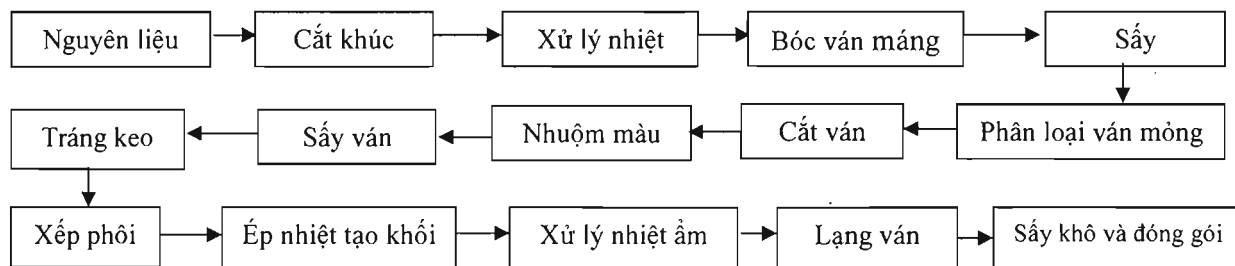 Nguyên liệu
Cắt khúc
Xử lý nhiệt
Bóc ván máng
Sấy
Phân loại ván mỏng
Cắt ván
Nhuộm màu
Sấy ván
Tráng keo
Xếp phôi
Ép nhiệt tạo khối
Xử lý nhiệt ẩm
Lạng ván
Sấy khô và đóng gói